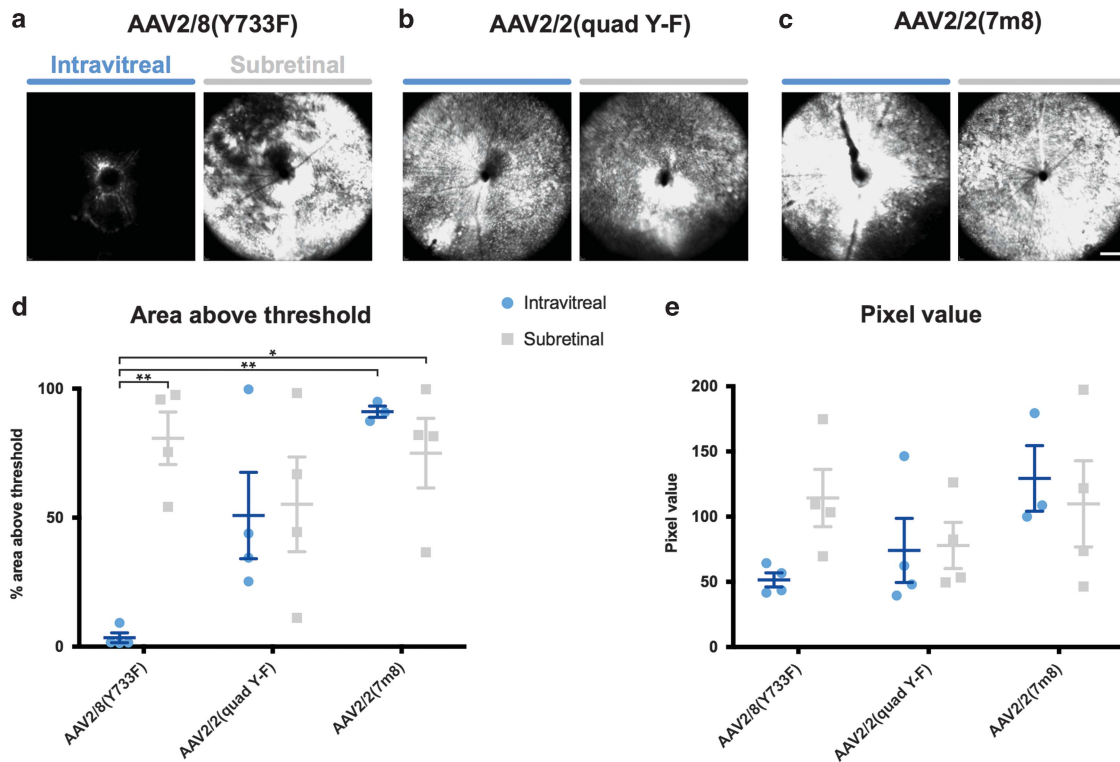 a AAV2/8(Y733F)
Intravitreal Subretinal
b AAV2/2(quad Y-F)
c AAV2/2(7m8)
d Area above threshold
Intravitreal
Subretinal
% area above threshold
100
50
0
**
**
*
AAV2/8(Y733F)
AAV2/2(quad Y-F)
AAV2/2(7m8)
e Pixel value
Pixel value
200
150
100
50
0
AAV2/8(Y733F)
AAV2/2(quad Y-F)
AAV2/2(7m8)